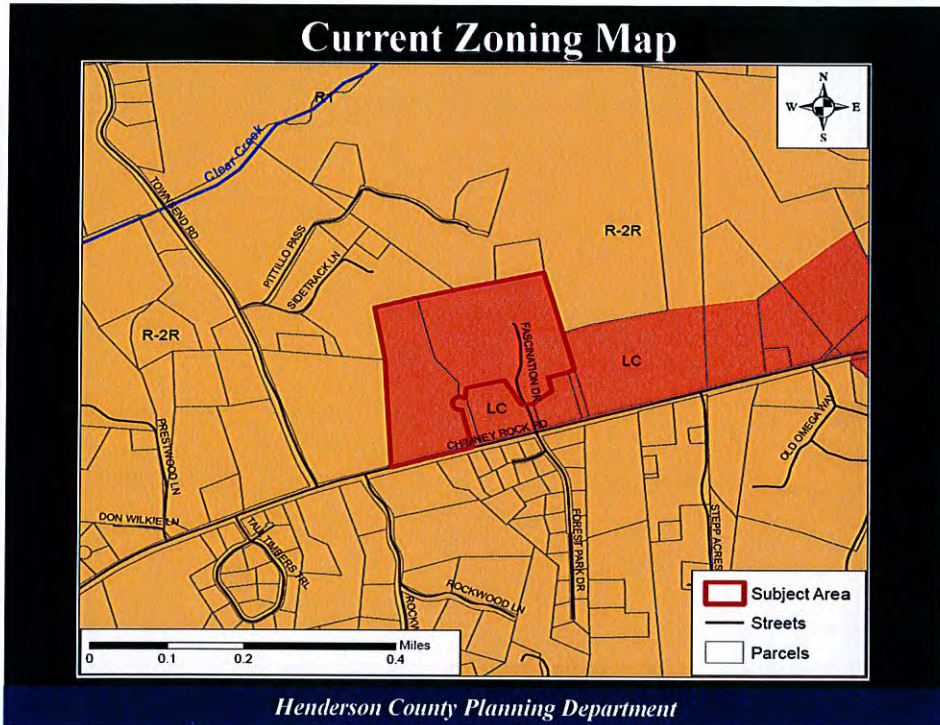 Current Zoning Map
N
W E
S
R1
Clear Creek
TOWNSEND RD
PITTILLO PASS
SIDETRACK LN
R-2R
R-2R
FASCINATION DR
LC
LC
CHIMNEY ROCK RD
PRESTWOOD LN
OLD OMEGA WAY
DON WILKIE LN
TALL TIMBERS TRL
FOREST PARK DR
STEPP ACRES
ROCKWOOD LN
ROCKW
Subject Area
Streets
Parcels
Miles
0 0.1 0.2 0.4
Henderson County Planning Department